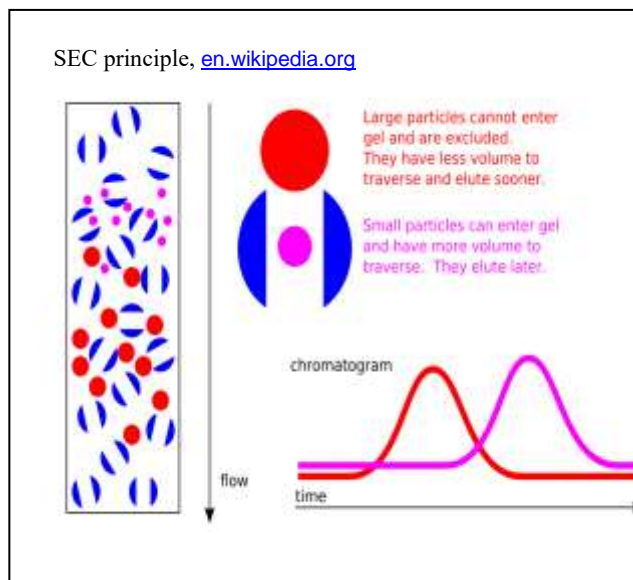 SEC principle, en.wikipedia.org
Large particles cannot enter
gel and are excluded.
They have less volume to
traverse and elute sooner.
Small particles can enter gel
and have more volume to
traverse. They elute later.
chromatogram
flow
time